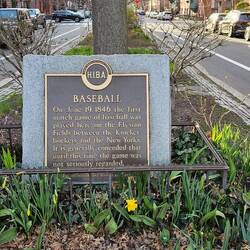 H.I.B.A.
BASEBALL
On June 19, 1846 the first
match game of baseball was
played here on the Elysian
Fields between the Knicker-
bockers and the New Yorks.
It is generally conceded that
until this time the game was
not seriously regarded.